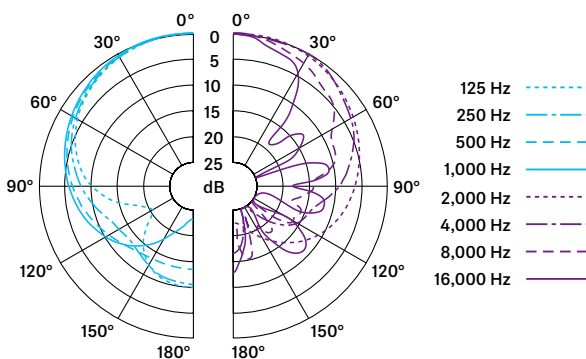 0° 0°
30° 0 30°
5
60° 10 60°
15
20
25
90° dB 90°
120° 120°
150° 150°
180° 180°
125 Hz
250 Hz
500 Hz
1,000 Hz
2,000 Hz
4,000 Hz
8,000 Hz
16,000 Hz